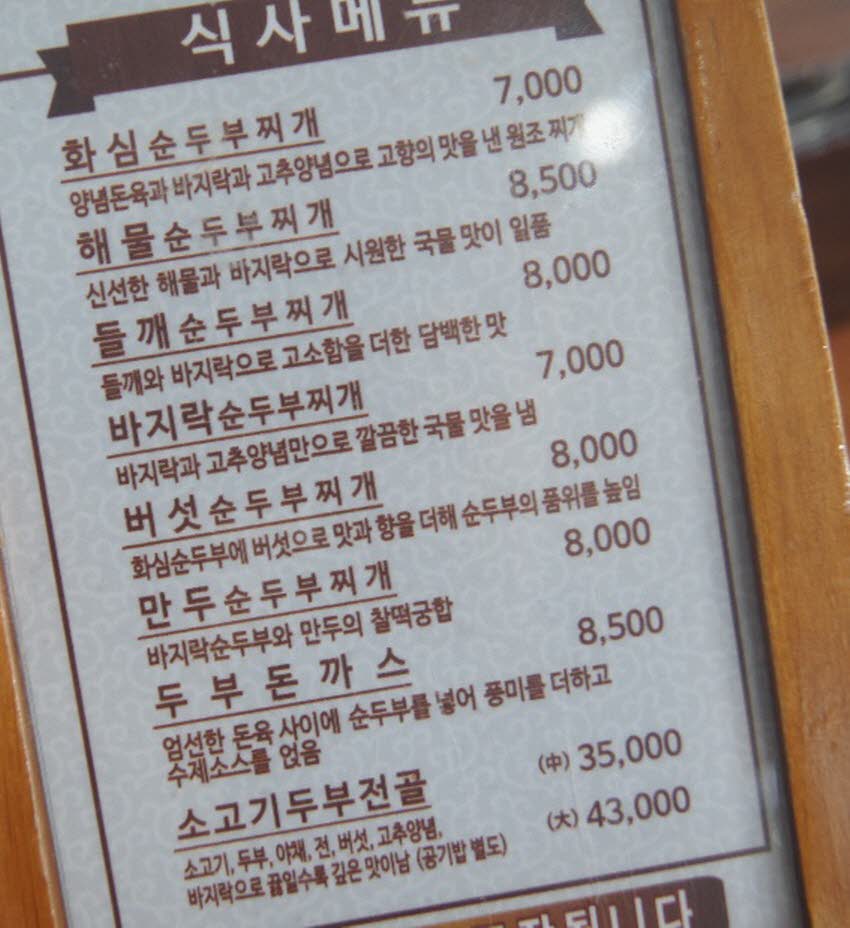 식사메뉴
화심순두부찌개 7,000
양념돈육과 바지락과 고추양념으로 고향의 맛을 낸 원조 찌개
해물순두부찌개 8,500
신선한 해물과 바지락으로 시원한 국물 맛이 일품
들깨순두부찌개 8,000
들깨와 바지락으로 고소함을 더한 담백한 맛
바지락순두부찌개 7,000
바지락과 고추양념만으로 깔끔한 국물 맛을 냄
버섯순두부찌개 8,000
화심순두부에 버섯으로 맛과 향을 더해 순두부의 품위를 높임
만두순두부찌개 8,000
바지락순두부와 만두의 찰떡궁합
두부돈까스 8,500
엄선한 돈육 사이에 순두부를 넣어 풍미를 더하고
수제소스를 얹음
소고기두부전골 (中) 35,000
(大) 43,000
소고기, 두부, 야채, 전, 버섯, 고추양념,
바지락으로 끓일수록 깊은 맛이남 (공기밥 별도)